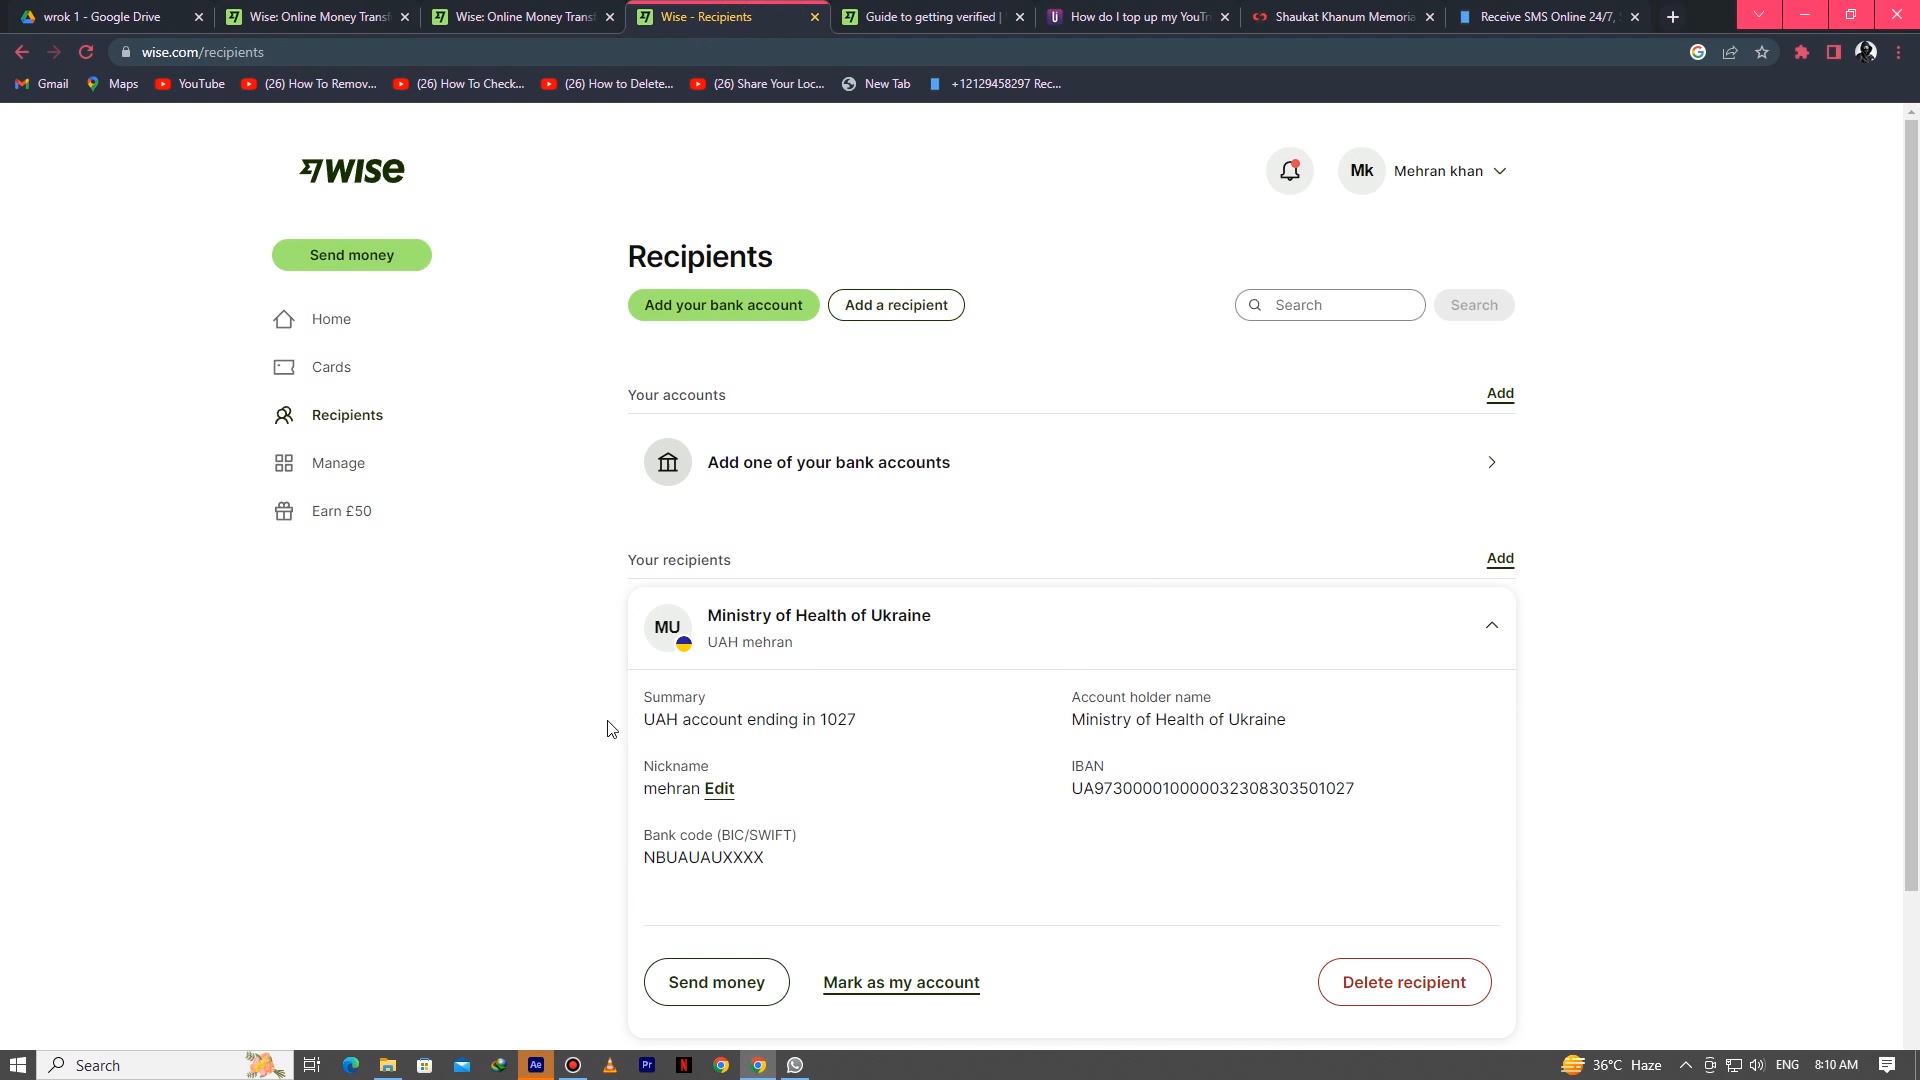 wrok 1 - Google Drive
Wise: Online Money Transf
Wise: Online Money Transf
Wise - Recipients
Guide to getting verified |
How do I top up my YouTr
Shaukat Khanum Memoria
Receive SMS Online 24/7,
wise.com/recipients
Gmail
Maps
YouTube
(26) How To Remov...
(26) How To Check...
(26) How to Delete...
(26) Share Your Loc...
New Tab
+12129458297 Rec...
WISE
Mk
Mehran khan
Send money
Home
Cards
Recipients
Manage
Earn £50
Recipients
Add your bank account
Add a recipient
Search
Search
Your accounts
Add
Add one of your bank accounts
Your recipients
Add
MU
Ministry of Health of Ukraine
UAH mehran
Summary
UAH account ending in 1027
Account holder name
Ministry of Health of Ukraine
Nickname
mehran Edit
IBAN
UA973000010000032308303501027
Bank code (BIC/SWIFT)
NBUAUAUXXXX
Send money
Mark as my account
Delete recipient
Search
Ae
Pr
N
36°C Haze
ENG
8:10 AM